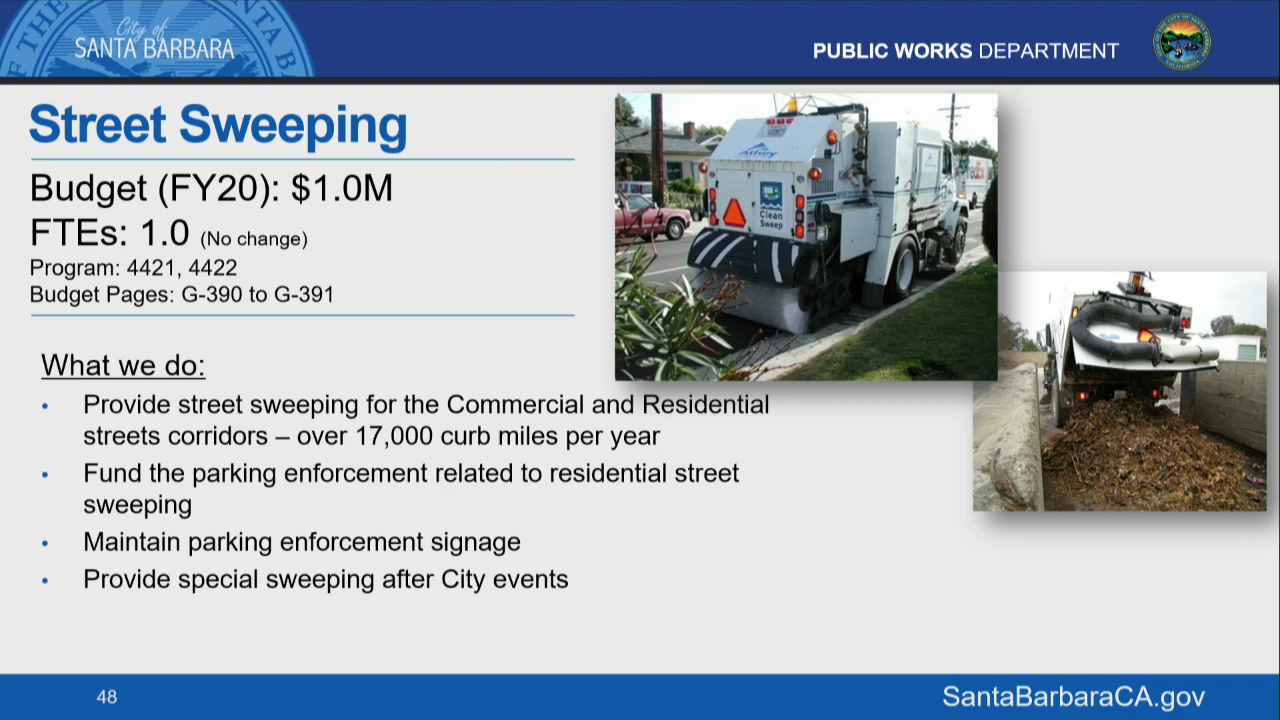 City of
SANTA BARBARA
PUBLIC WORKS DEPARTMENT
Street Sweeping
Budget (FY20): $1.0M
FTEs: 1.0 (No change)
Program: 4421, 4422
Budget Pages: G-390 to G-391
What we do:
• Provide street sweeping for the Commercial and Residential
streets corridors – over 17,000 curb miles per year
• Fund the parking enforcement related to residential street
sweeping
• Maintain parking enforcement signage
• Provide special sweeping after City events
Athey
Clean
Sweep
FedEx
48
SantaBarbaraCA.gov